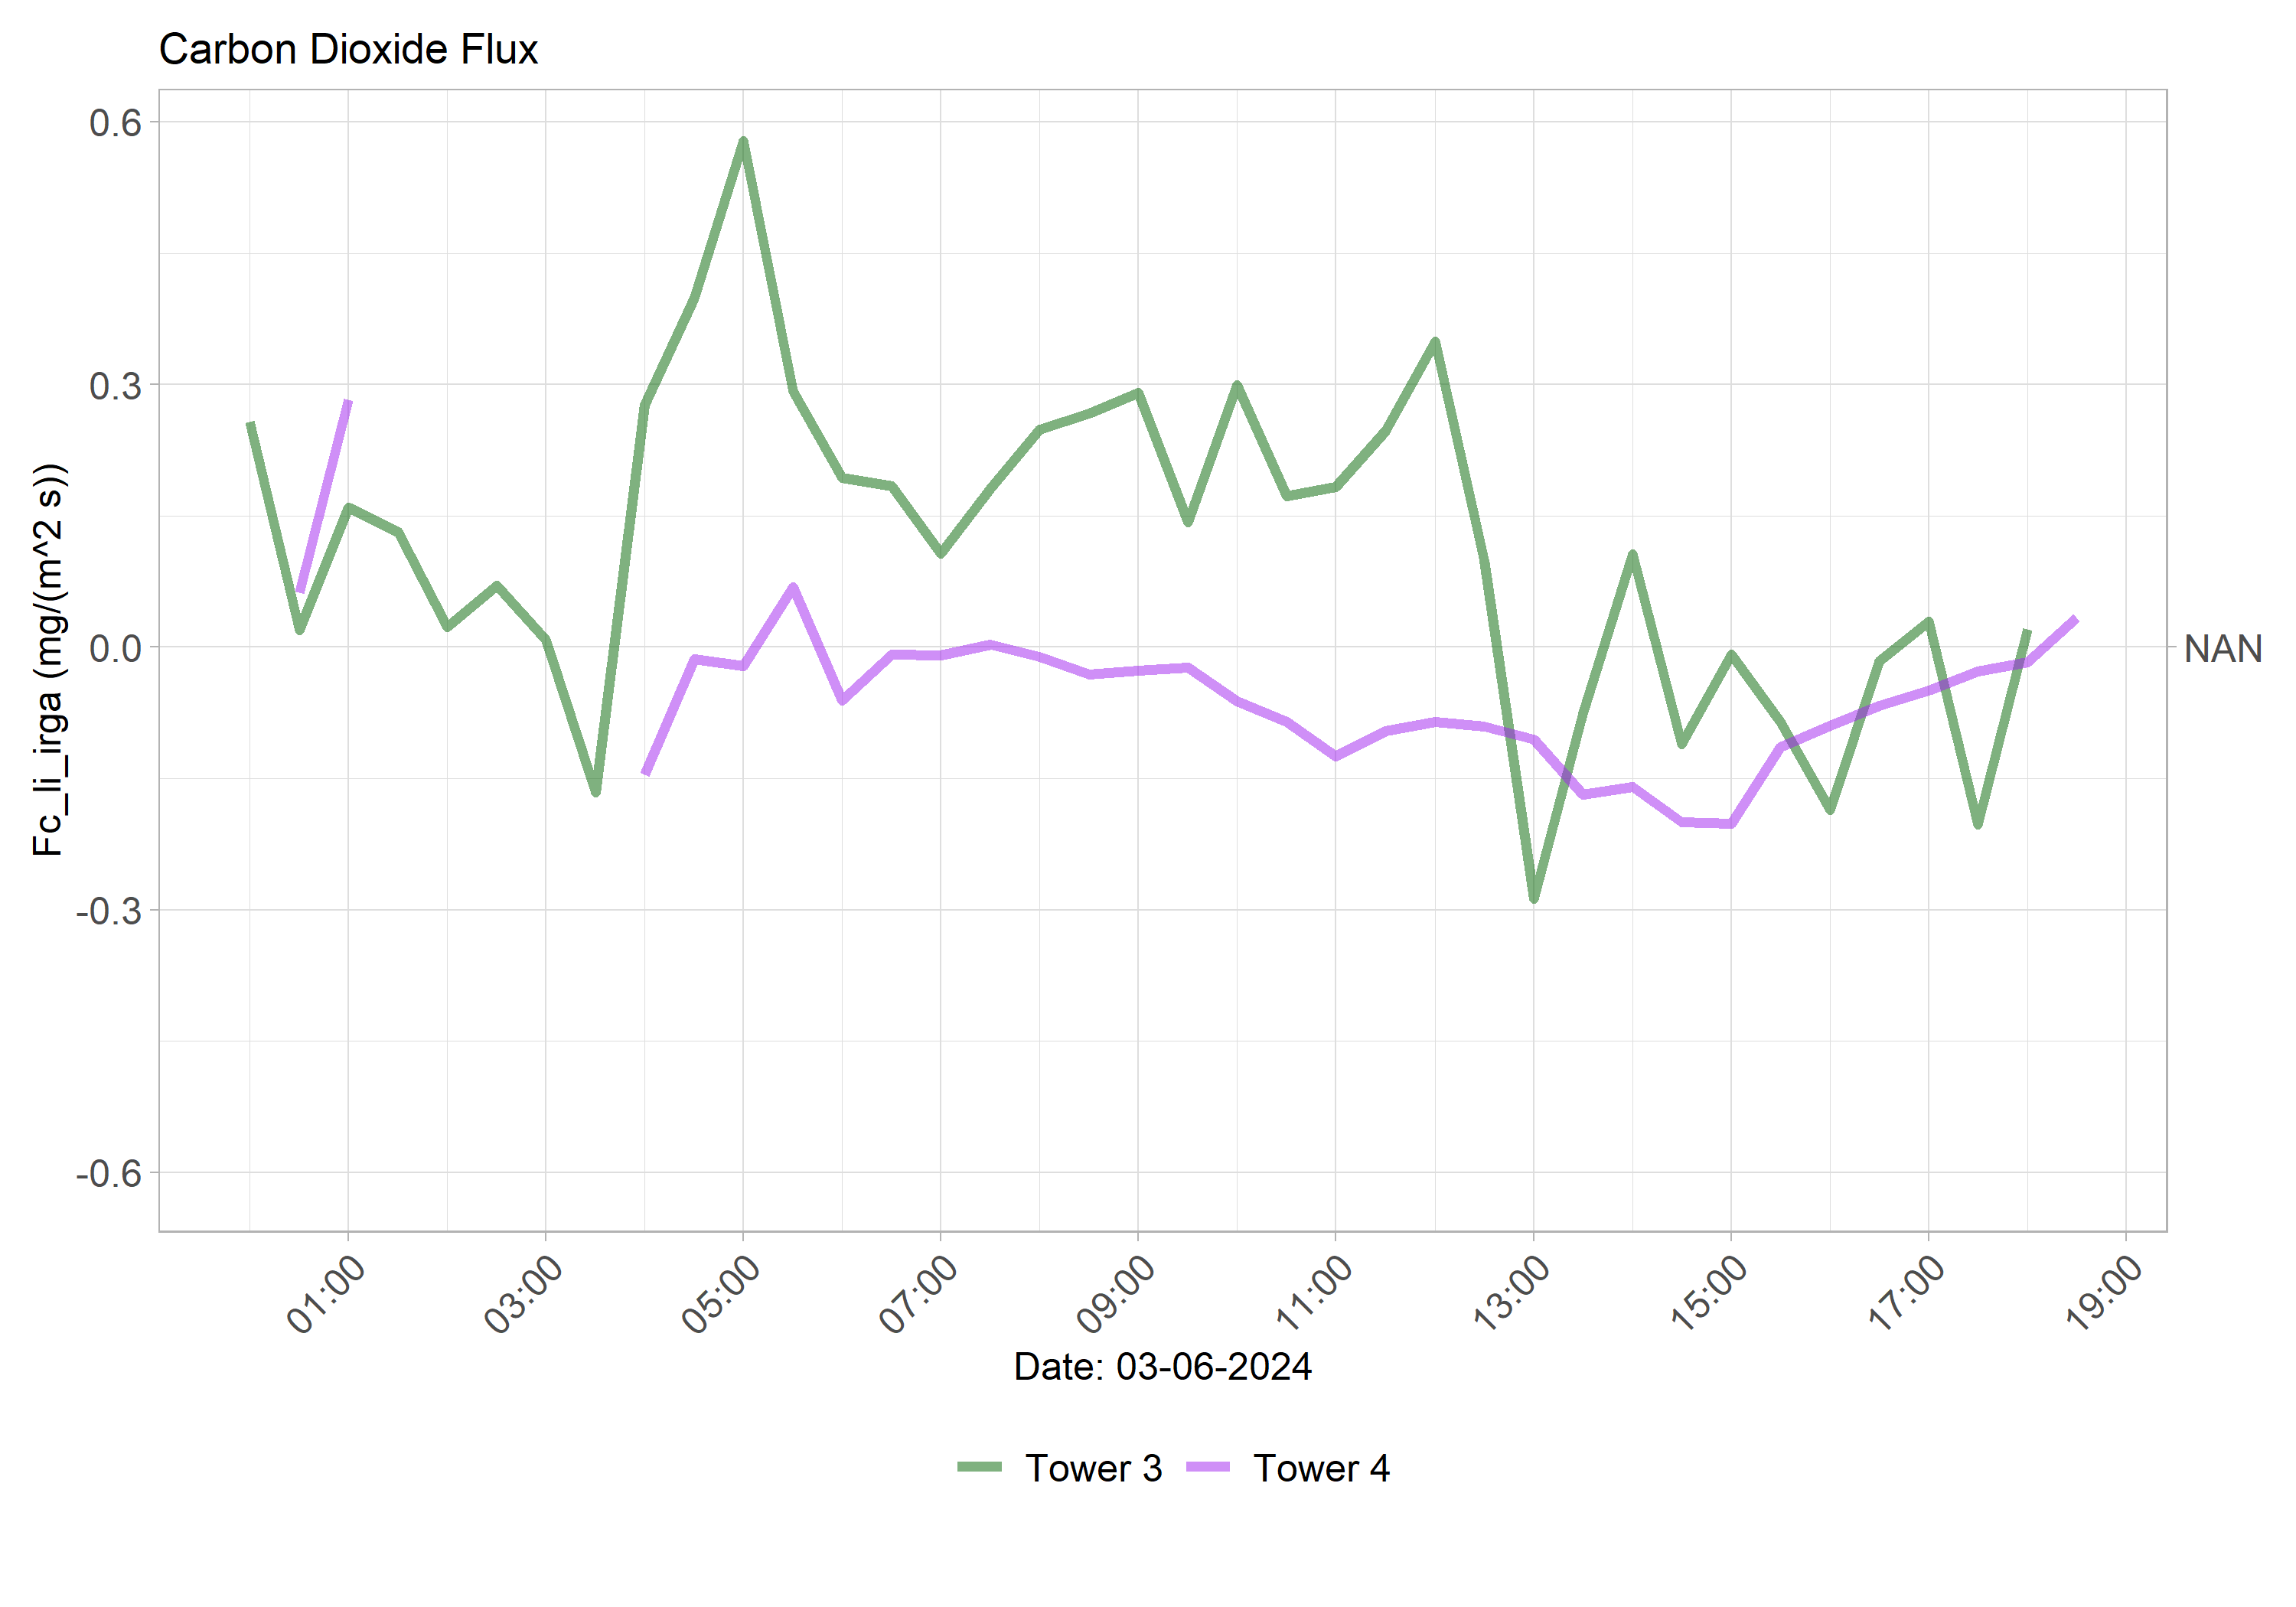 Carbon Dioxide Flux
0.6
0.3
0.0
-0.3
-0.6
Fc_li_irga (mg/(m^2 s))
NAN
01:00
03:00
05:00
07:00
09:00
11:00
13:00
15:00
17:00
19:00
Date: 03-06-2024
Tower 3
Tower 4